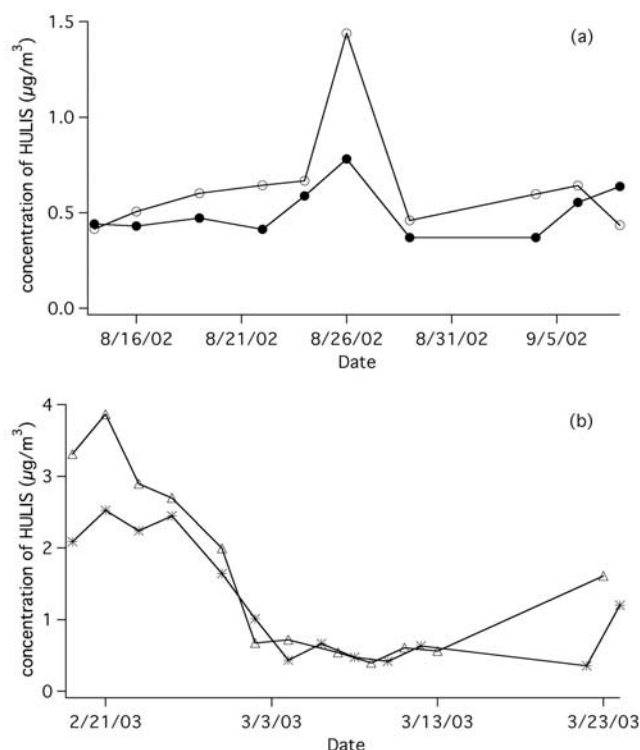 1.5
(a)
1.0
0.5
0.0
concentration of HULIS (µg/m³)
8/16/02 8/21/02 8/26/02 8/31/02 9/5/02
Date
4
(b)
3
2
1
0
concentration of HULIS (µg/m³)
2/21/03 3/3/03 3/13/03 3/23/03
Date